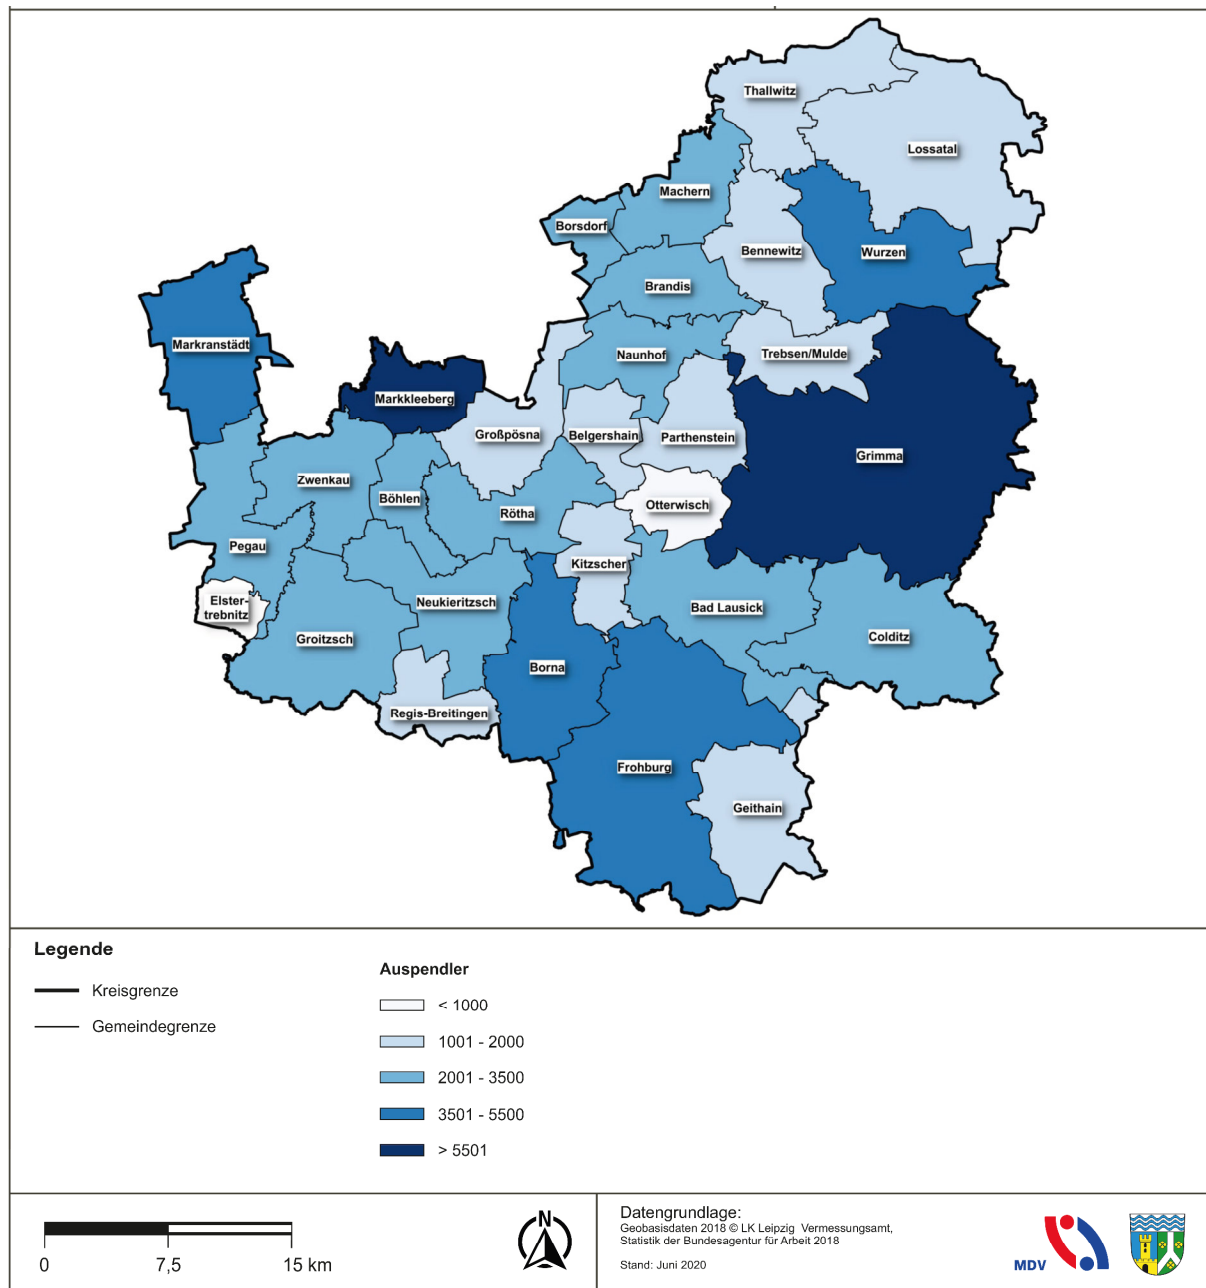 Thallwitz
Lossatal
Machern
Borsdorf
Bennewitz
Wurzen
Brandis
Markranstädt
Naunhof
Trebsen/Mulde
Markkleeberg
Großpösna
Belgershain
Parthenstein
Grimma
Zwenkau
Böhlen
Rötha
Otterwisch
Pegau
Kitzscher
Elster-
trebnitz
Neukieritzsch
Bad Lausick
Groitzsch
Colditz
Borna
Regis-Breitingen
Frohburg
Geithain
Legende
Kreisgrenze
Gemeindegrenze
Auspendler
< 1000
1001 - 2000
2001 - 3500
3501 - 5500
> 5501
0
7,5
15 km
N
Datengrundlage:
Geobasisdaten 2018 © LK Leipzig Vermessungsamt,
Statistik der Bundesagentur für Arbeit 2018
Stand: Juni 2020
MDV